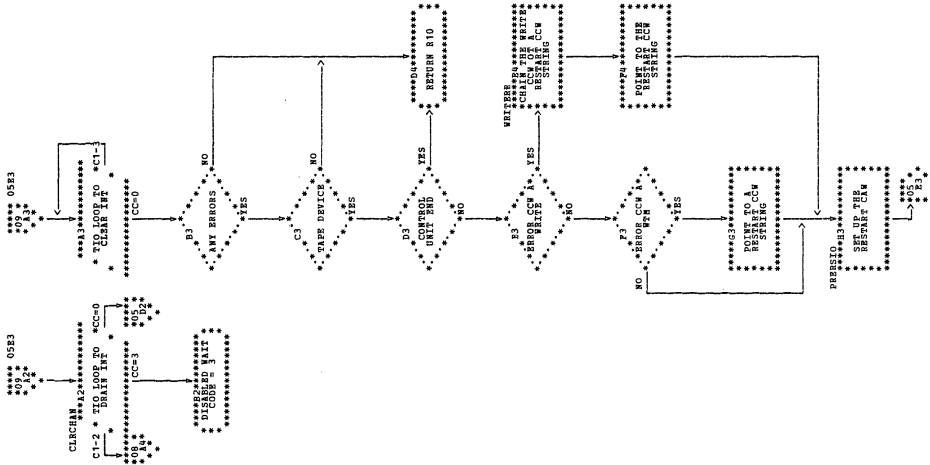 05E3
09
A2
CLRCHAN
A2
C1-2
TIO LOOP TO
DRAIN INT
CC=0
08
A4
05
D2
CC=3
B2
DISABLED WAIT
CODE = 3
05E3
09
A3
A3
TIO LOOP TO
CLEAR INT
C1-3
CC=0
B3
ANY ERRORS
NO
YES
C3
TAPE DEVICE
NO
YES
D3
CONTROL
UNIT END
YES
NO
D4
RETURN R10
E3
ERROR CCW A
WRITE
YES
NO
WRITERE
E4
CHAIN THE WRITE
CCW OT A
RESTART CCW
STRING
F3
ERROR CCW A
WTM
NO
YES
F4
POINT TO THE
RESTART CCW
STRING
G3
POINT TO A
RESTART CCW
STRING
PRERSIO
H3
SET UP THE
RESTART CAW
05
E3